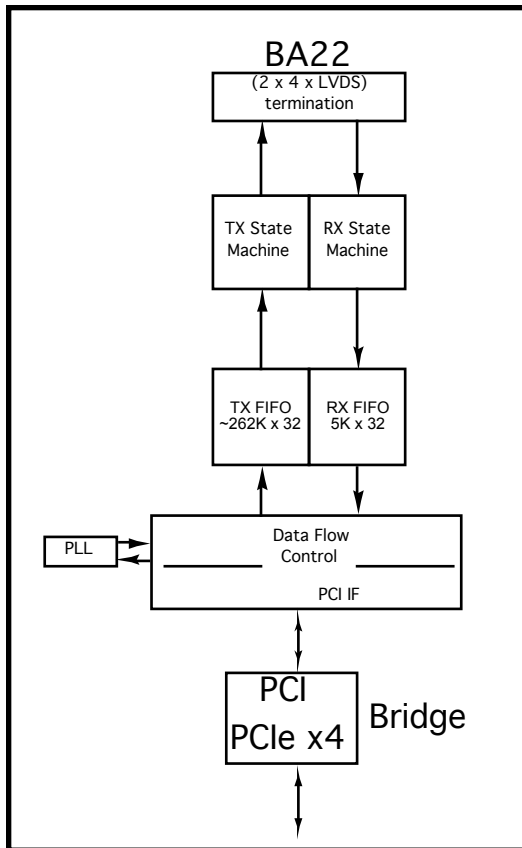 BA22
(2 x 4 x LVDS)
termination
TX State
Machine
RX State
Machine
TX FIFO
~262K x 32
RX FIFO
5K x 32
Data Flow
Control
PLL
PCI IF
PCI
PCIe x4
Bridge